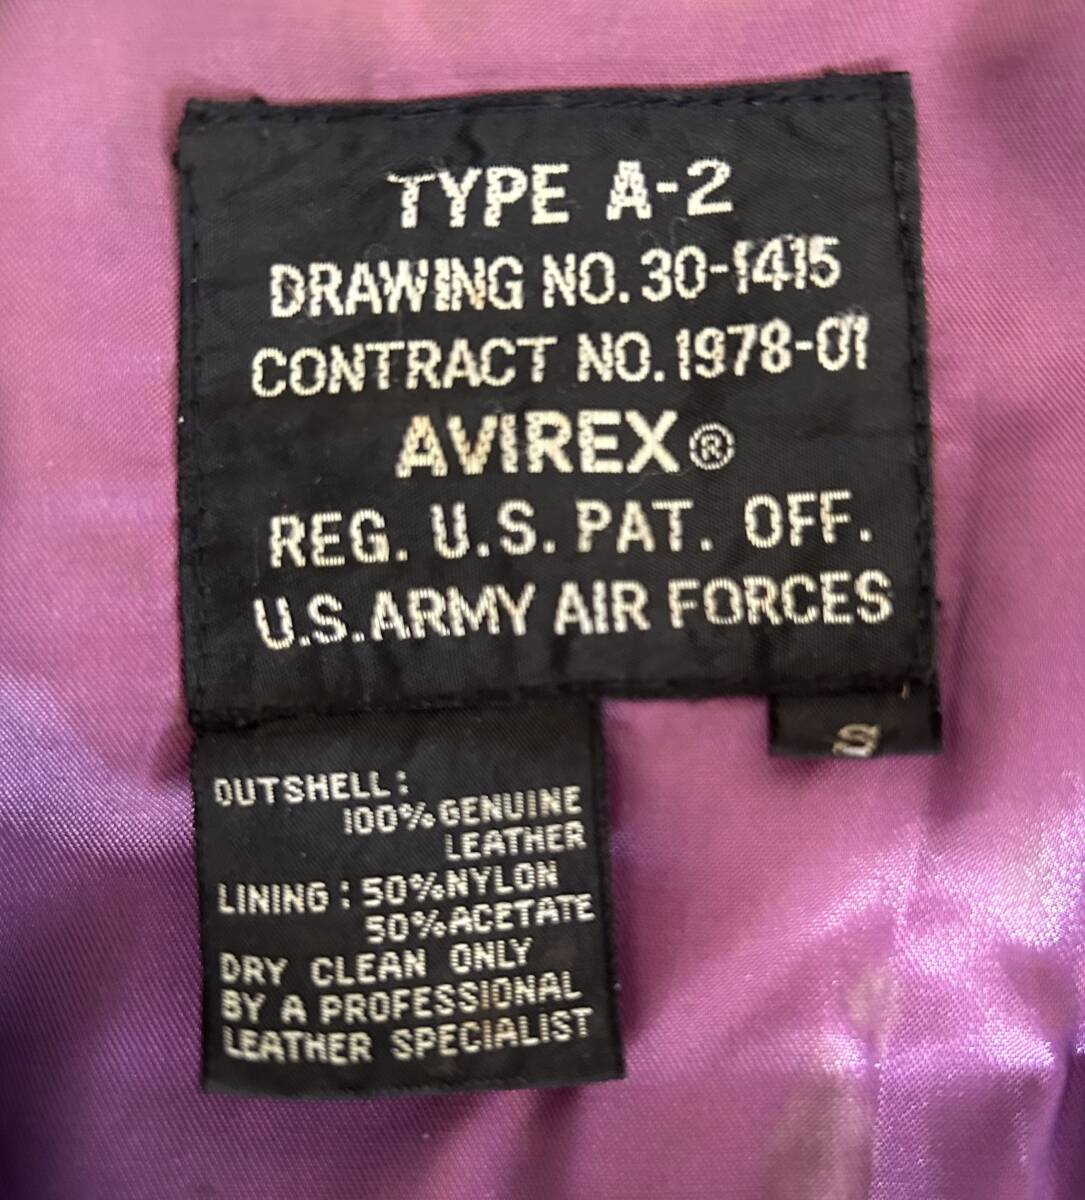 TYPE A-2
DRAWING NO. 30-1415
CONTRACT NO. 1978-01
AVIREX®
REG. U.S. PAT. OFF.
U.S. ARMY AIR FORCES
S
OUTSHELL:
100% GENUINE
LEATHER
LINING : 50% NYLON
50% ACETATE
DRY CLEAN ONLY
BY A PROFESSIONAL
LEATHER SPECIALIST